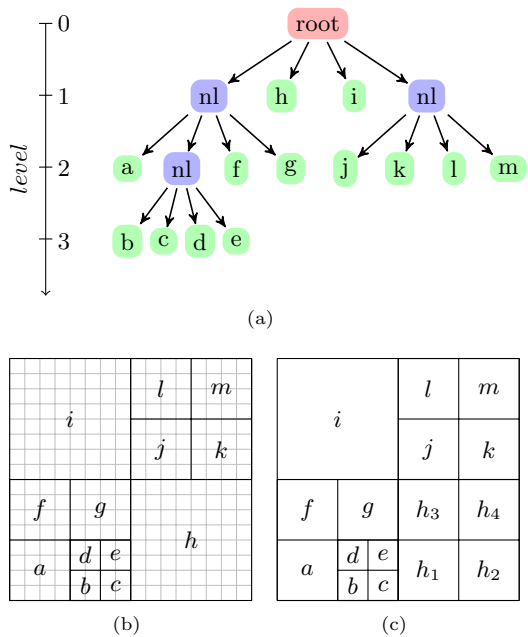 0 root
1 nl h i nl
level
2 a nl f g j k l m
3 b c d e
(a)
l m
i
j k
f g
h
d e
a
b c
(b)
l m
i
j k
f g h3 h4
d e
a h1 h2
b c
(c)